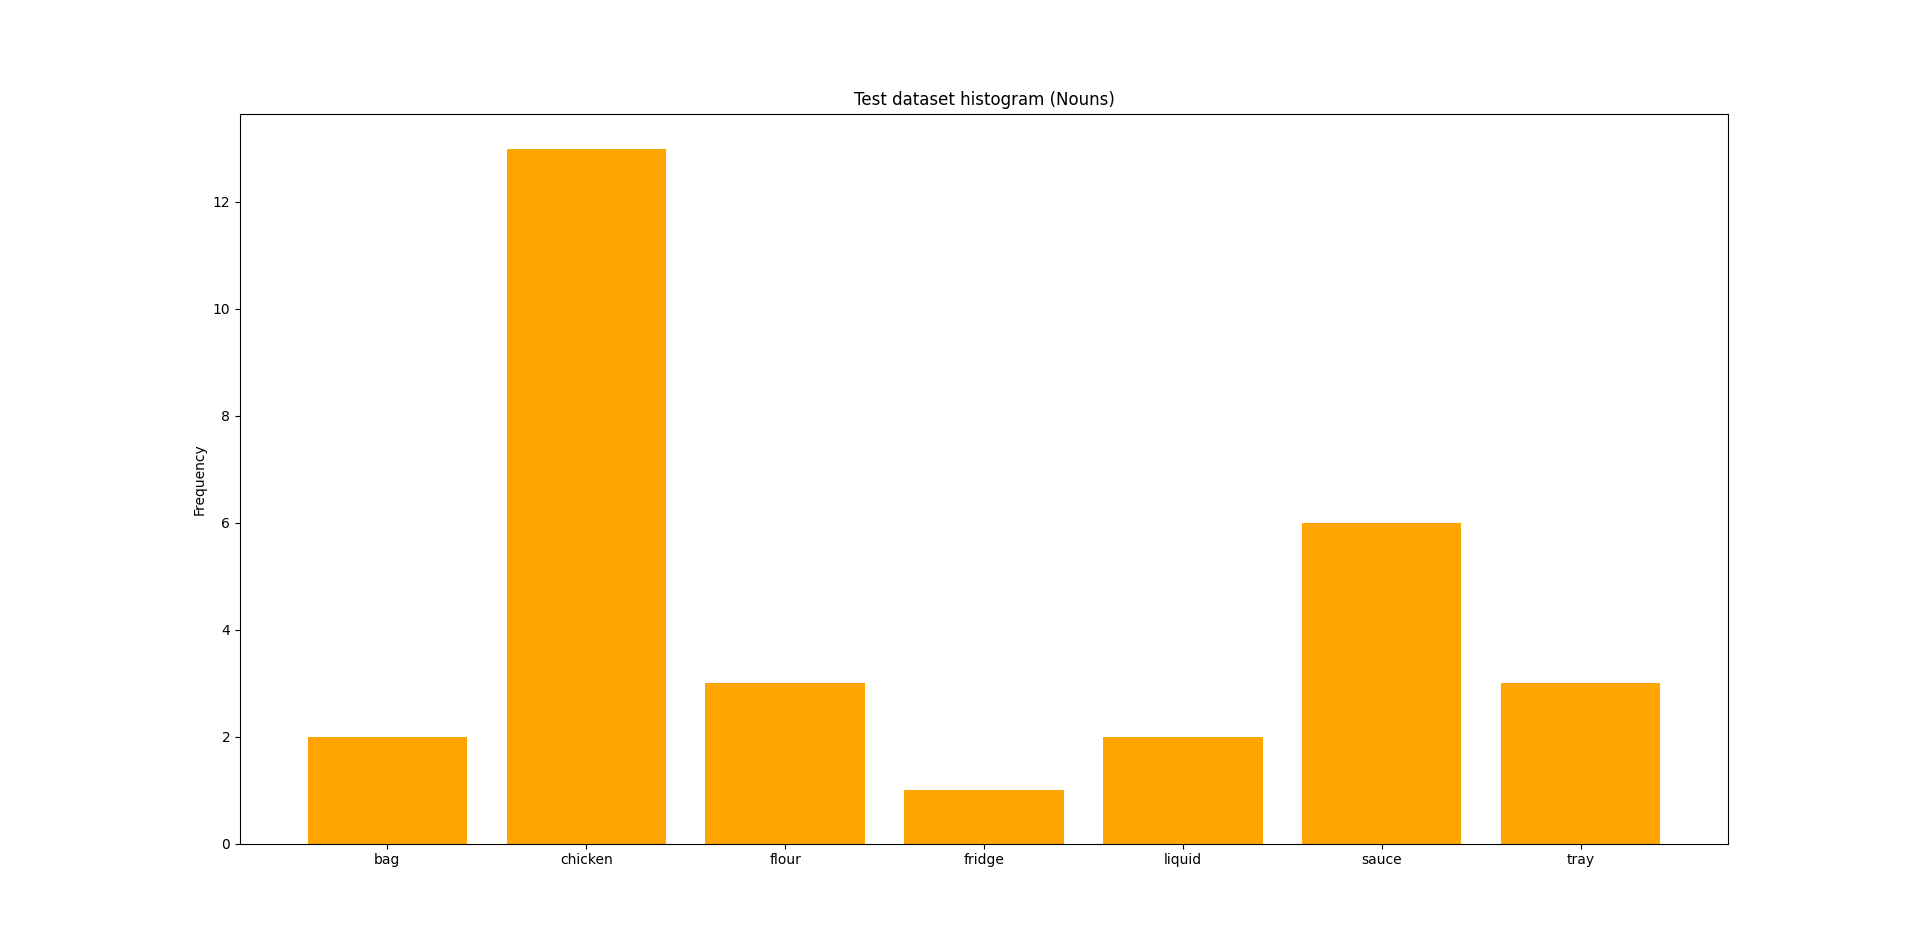 Test dataset histogram (Nouns)
Frequency
12
10
8
6
4
2
0
bag chicken flour fridge liquid sauce tray